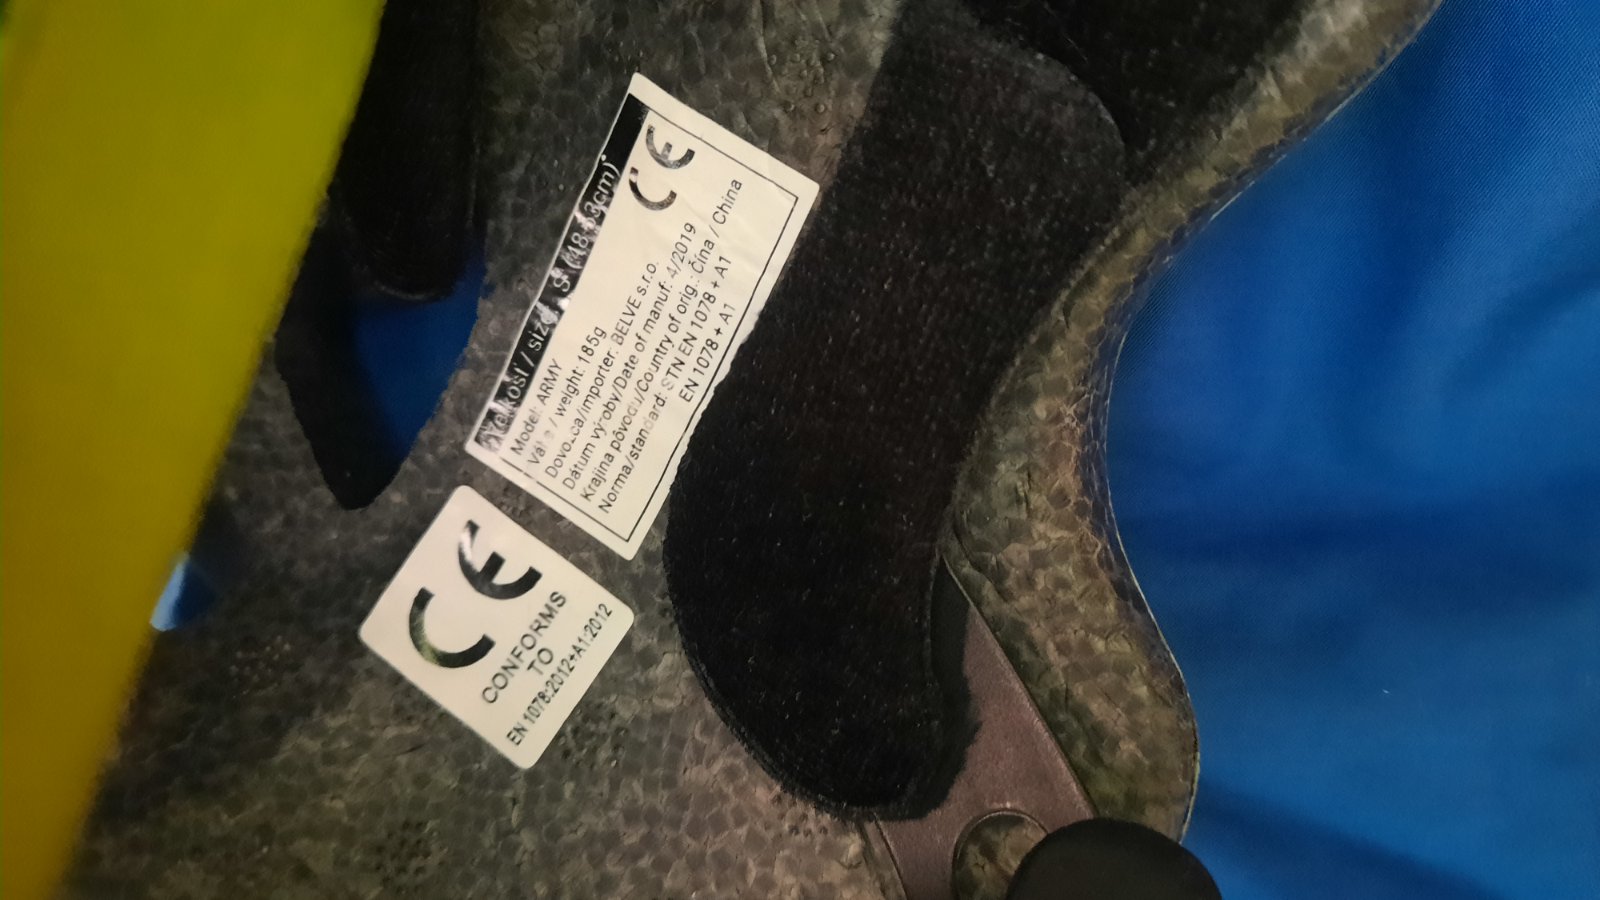 Veľkosť / size: S (48-53cm)
CE
Model: ARMY
Váha / weight: 185g
Dovozca/importer: BELVE s.r.o.
Dátum výroby/Date of manuf: 4/2019
Krajina pôvodu/Country of orig.: Čína / China
Norma/standard: STN EN 1078 + A1
EN 1078 + A1
CE
CONFORMS
TO
EN 1078:2012+A1:2012